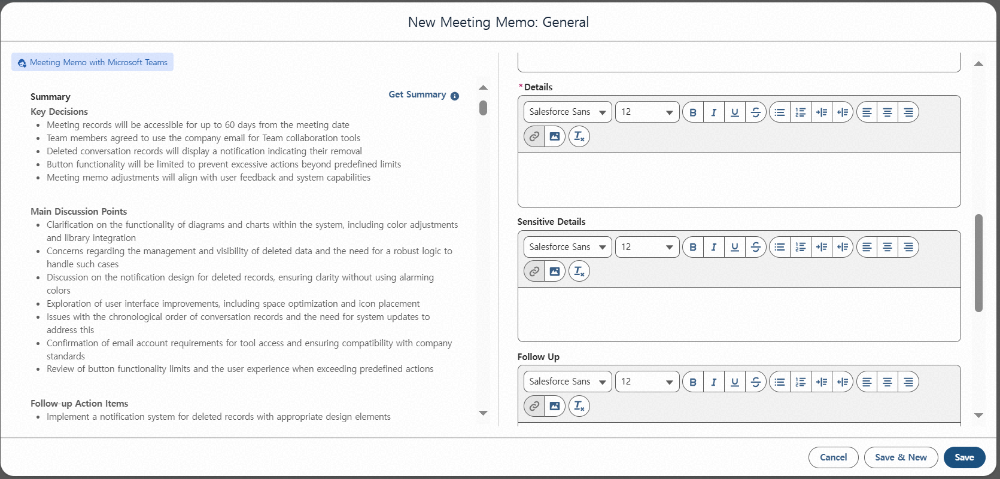 New Meeting Memo: General
Meeting Memo with Microsoft Teams
Summary
Get Summary
Key Decisions
• Meeting records will be accessible for up to 60 days from the meeting date
• Team members agreed to use the company email for Team collaboration tools
• Deleted conversation records will display a notification indicating their removal
• Button functionality will be limited to prevent excessive actions beyond predefined limits
• Meeting memo adjustments will align with user feedback and system capabilities
Main Discussion Points
• Clarification on the functionality of diagrams and charts within the system, including color adjustments
and library integration
• Concerns regarding the management and visibility of deleted data and the need for a robust logic to
handle such cases
• Discussion on the notification design for deleted records, ensuring clarity without using alarming
colors
• Exploration of user interface improvements, including space optimization and icon placement
• Issues with the chronological order of conversation records and the need for system updates to
address this
• Confirmation of email account requirements for tool access and ensuring compatibility with company
standards
• Review of button functionality limits and the user experience when exceeding predefined actions
Follow-up Action Items
• Implement a notification system for deleted records with appropriate design elements
* Details
Salesforce Sans 12 B I U S
Sensitive Details
Salesforce Sans 12 B I U S
Follow Up
Salesforce Sans 12 B I U S
Cancel Save & New Save